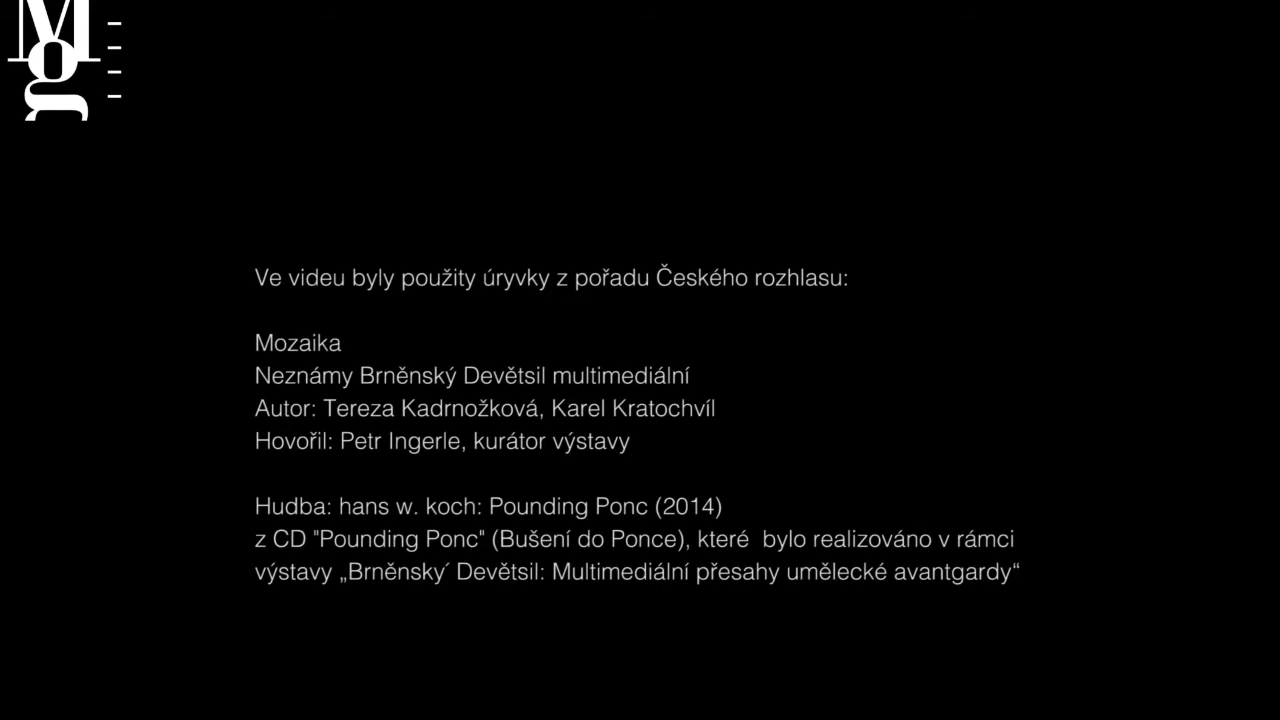 Mg
Ve videu byly použity úryvky z pořadu Českého rozhlasu:
Mozaika
Neznámy Brněnský Devětsil multimediální
Autor: Tereza Kadrnožková, Karel Kratochvíl
Hovořil: Petr Ingerle, kurátor výstavy
Hudba: hans w. koch: Pounding Ponc (2014)
z CD "Pounding Ponc" (Bušení do Ponce), které  bylo realizováno v rámci
výstavy „Brněnsky´ Devětsil: Multimediální přesahy umělecké avantgardy“